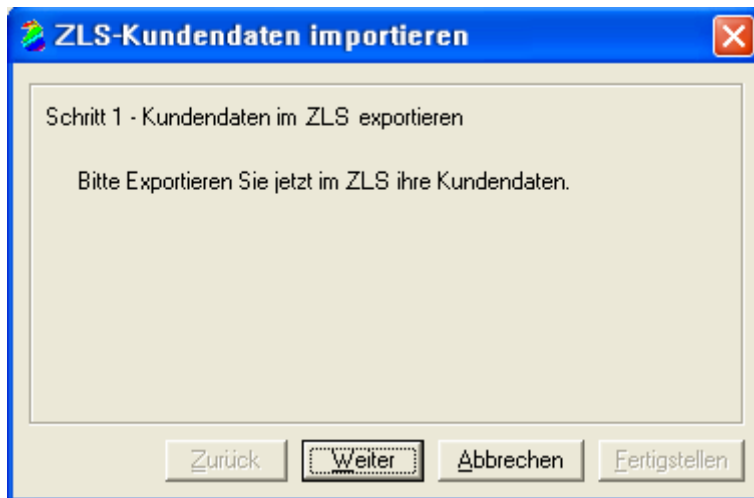 ZLS-Kundendaten importieren
Schritt 1 - Kundendaten im ZLS exportieren
Bitte Exportieren Sie jetzt im ZLS ihre Kundendaten.
Zurück Weiter Abbrechen Fertigstellen